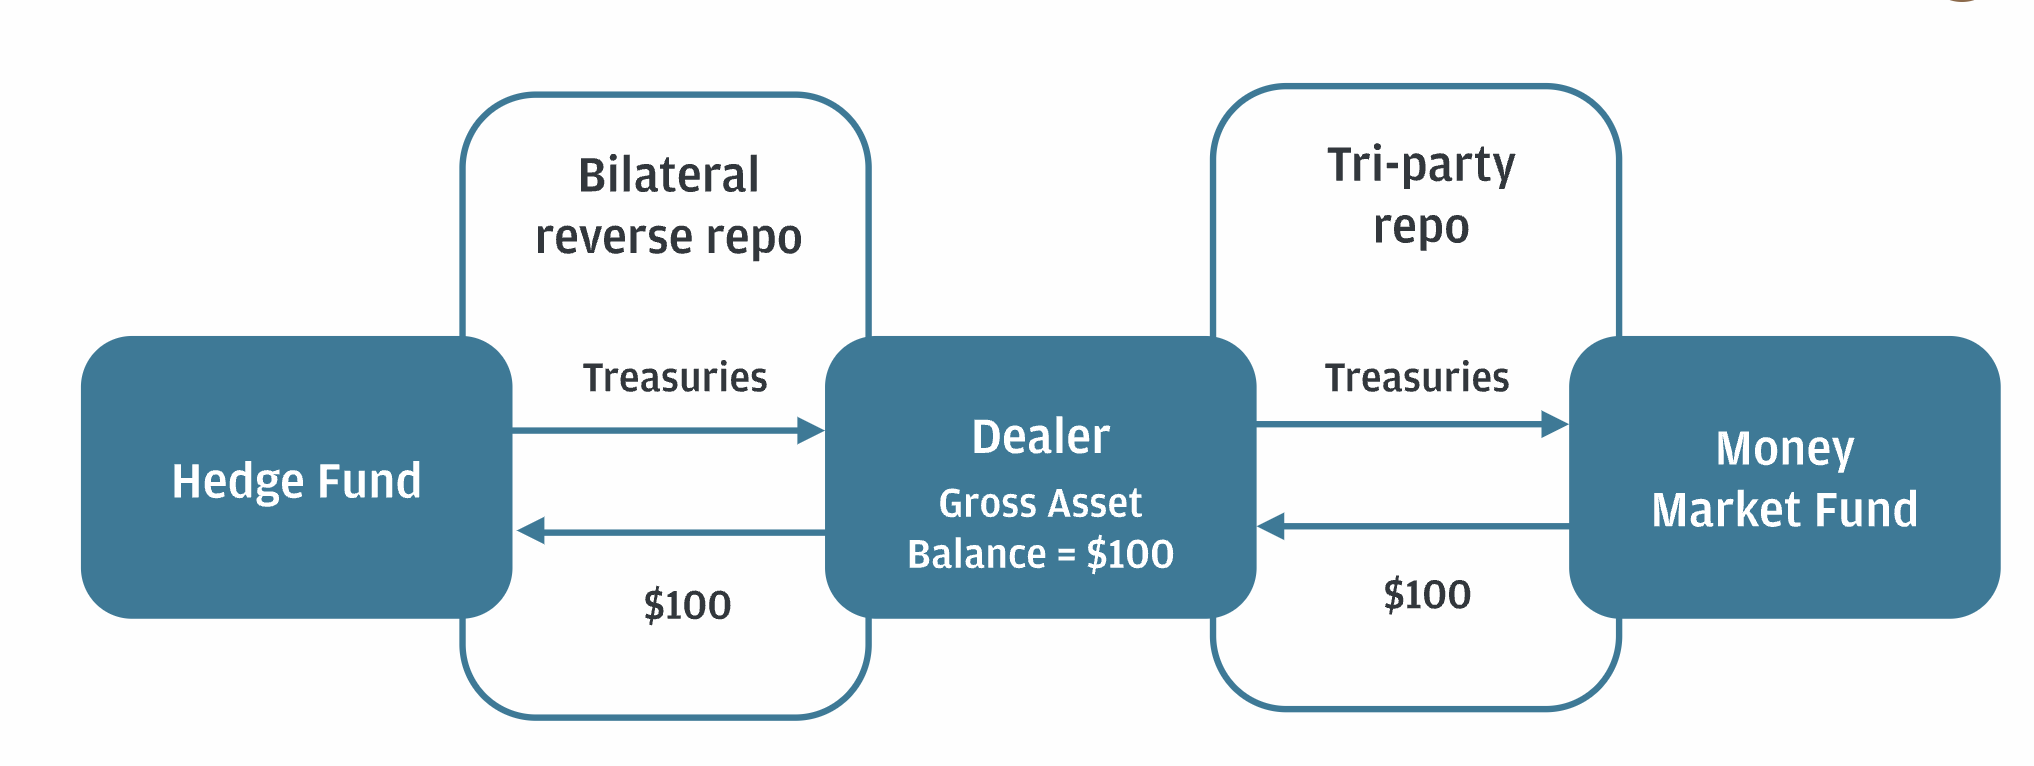 Bilateral
reverse repo
Tri-party
repo
Treasuries
Treasuries
Hedge Fund
Dealer
Gross Asset
Balance = $100
Money
Market Fund
$100
$100